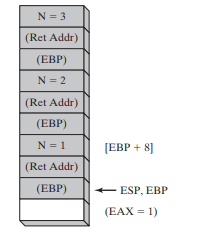 N = 3
(Ret Addr)
(EBP)
N = 2
(Ret Addr)
(EBP)
N = 1 [EBP + 8]
(Ret Addr)
(EBP) ESP, EBP
(EAX = 1)